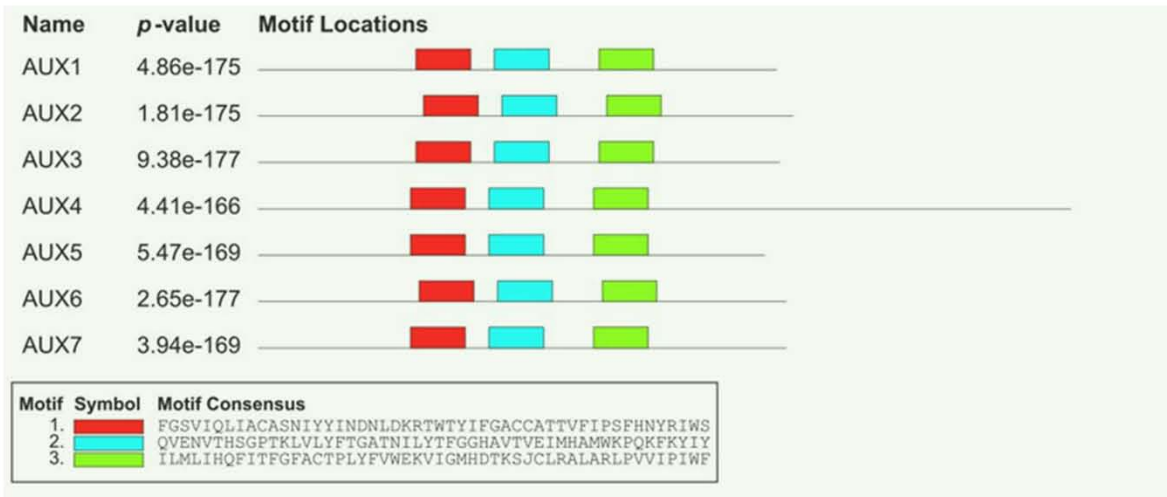 Name p-value Motif Locations
AUX1 4.86e-175
AUX2 1.81e-175
AUX3 9.38e-177
AUX4 4.41e-166
AUX5 5.47e-169
AUX6 2.65e-177
AUX7 3.94e-169
Motif Symbol Motif Consensus
1. FGSVIQLIACASNIYYINDNLDKRTWTYIFGACCATTVFIPSFHNYRIWS
2. QVENVTHSGPTKLVLYFTGATNILYTFGGHAVTVEIMHAMWKPQKFKYIY
3. ILMLIHQFITFGFACTPLYFVWEKVIGMHDTKSJCLRALARLPVVIPIWF